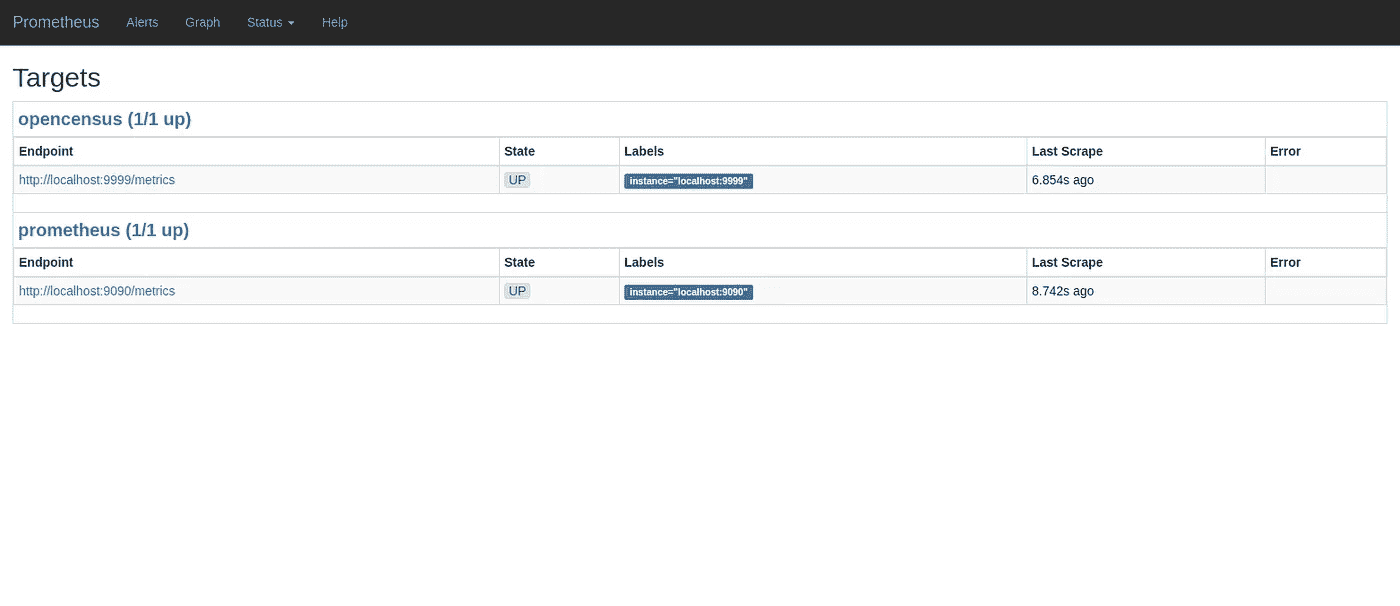 Prometheus Alerts Graph Status Help
Targets
opencensus (1/1 up)
Endpoint State Labels Last Scrape Error
http://localhost:9999/metrics UP instance="localhost:9999" 6.854s ago
prometheus (1/1 up)
Endpoint State Labels Last Scrape Error
http://localhost:9090/metrics UP instance="localhost:9090" 8.742s ago